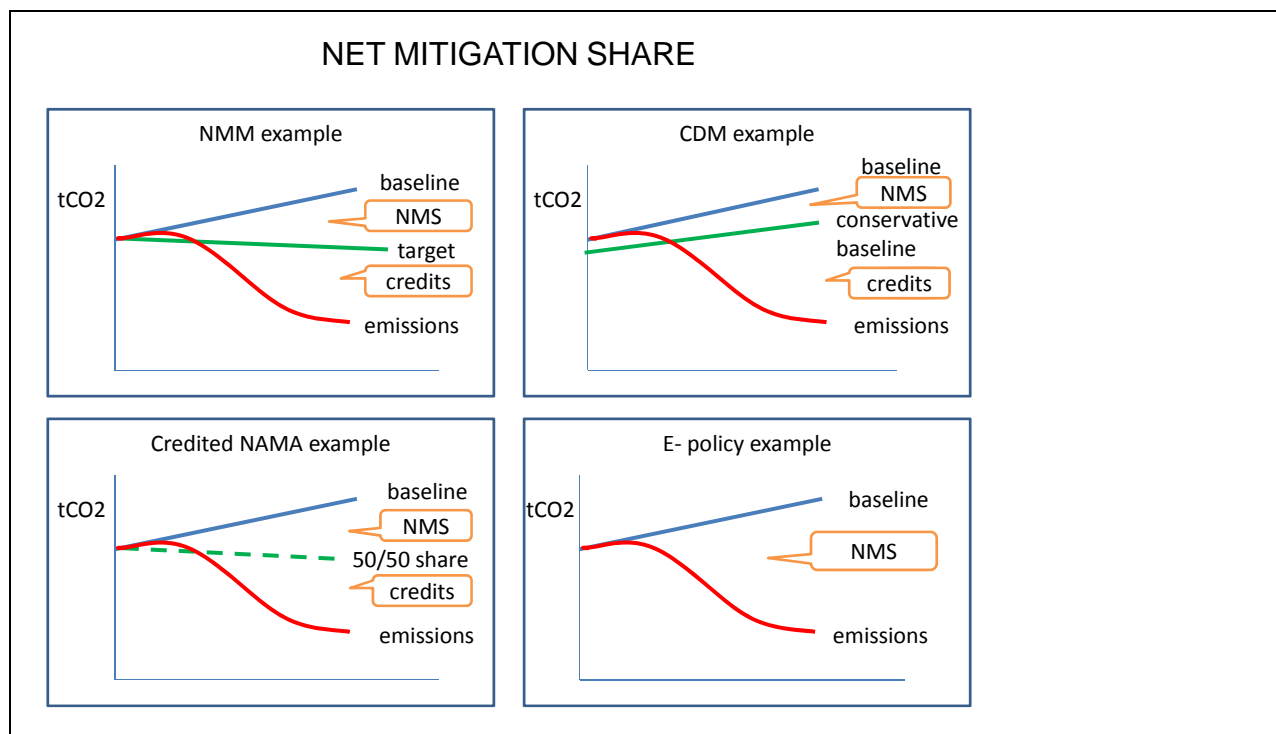 NET MITIGATION SHARE
NMM example
tCO2
baseline
NMS
target
credits
emissions
CDM example
tCO2
baseline
NMS
conservative
baseline
credits
emissions
Credited NAMA example
tCO2
baseline
NMS
50/50 share
credits
emissions
E- policy example
tCO2
baseline
NMS
emissions